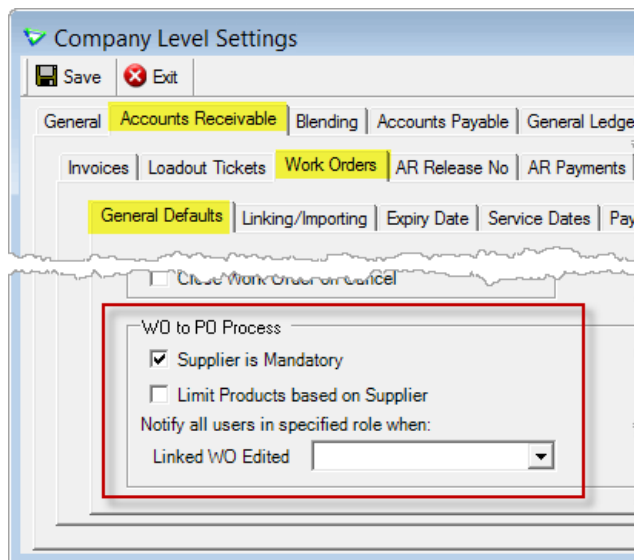 Company Level Settings
Save Exit
General Accounts Receivable Blending Accounts Payable General Ledge
Invoices Loadout Tickets Work Orders AR Release No AR Payments
General Defaults Linking/Importing Expiry Date Service Dates Pay
Close Work Order on Cancel
WO to PO Process
Supplier is Mandatory
Limit Products based on Supplier
Notify all users in specified role when:
Linked WO Edited